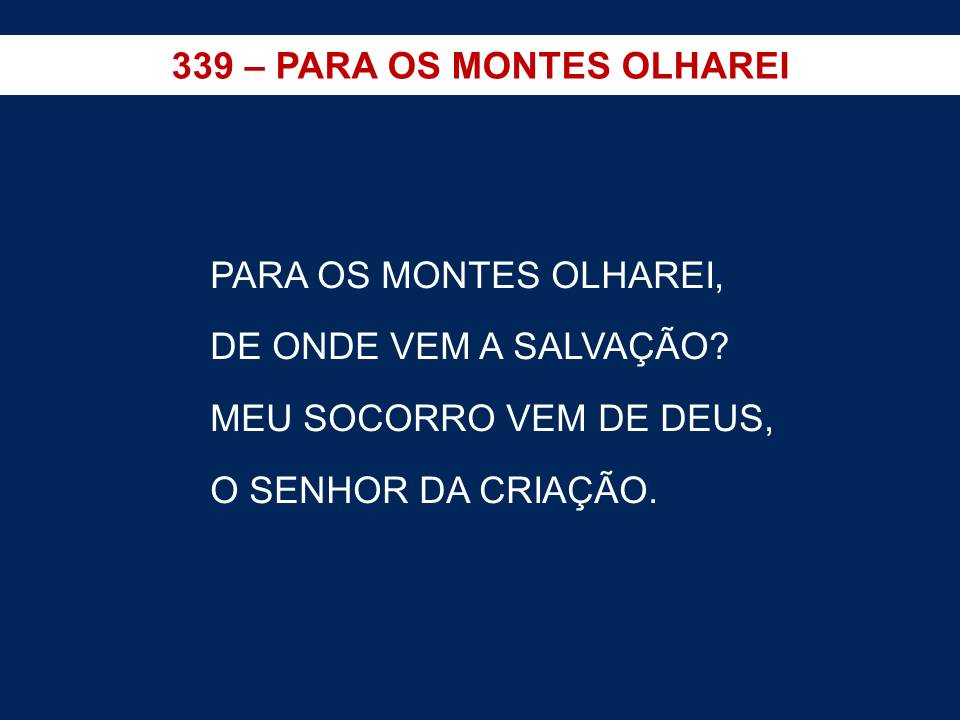 339 – PARA OS MONTES OLHAREI
PARA OS MONTES OLHAREI,
DE ONDE VEM A SALVAÇÃO?
MEU SOCORRO VEM DE DEUS,
O SENHOR DA CRIAÇÃO.